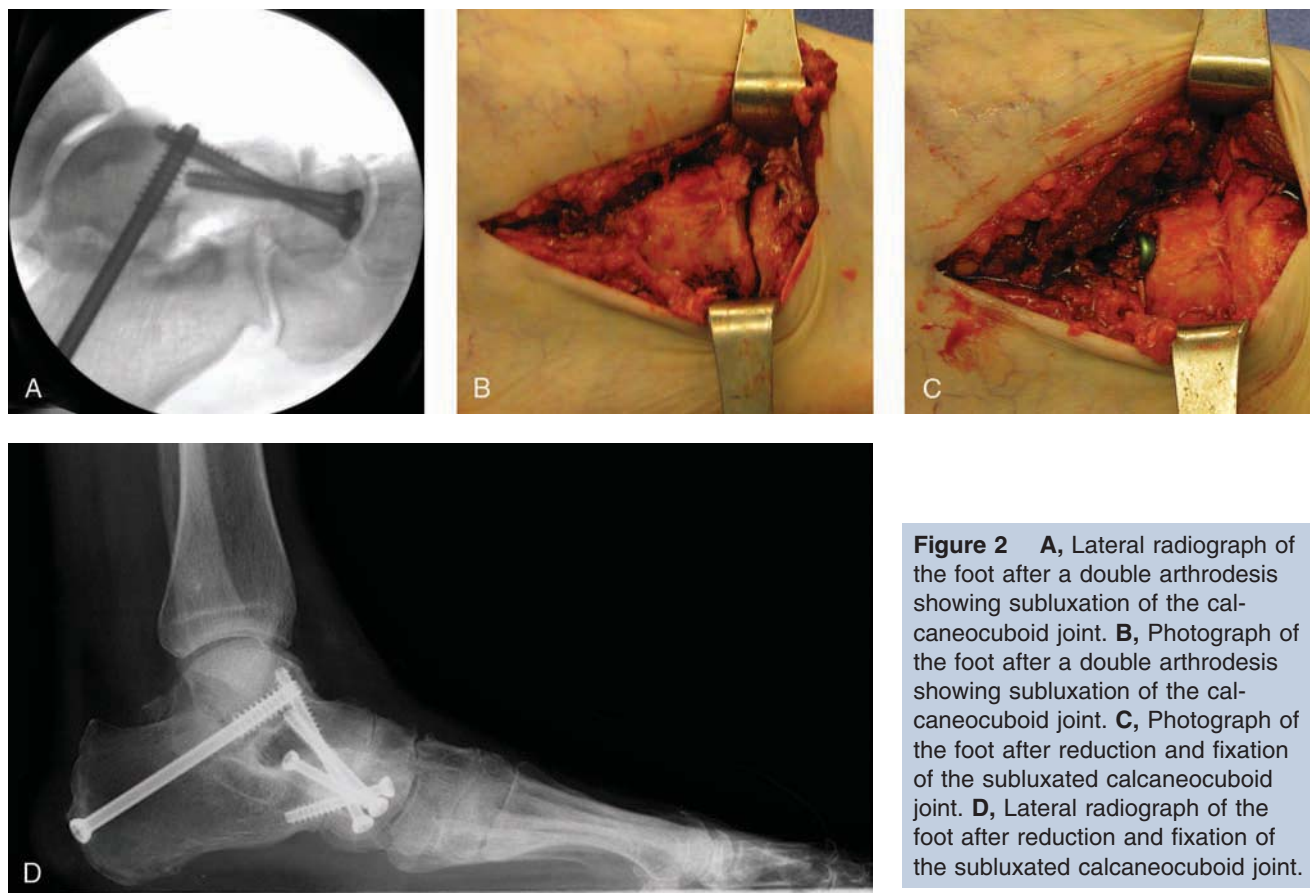 A
B
C
D
Figure 2 A, Lateral radiograph of
the foot after a double arthrodesis
showing subluxation of the cal-
caneocuboid joint. B, Photograph of
the foot after a double arthrodesis
showing subluxation of the cal-
caneocuboid joint. C, Photograph of
the foot after reduction and fixation
of the subluxated calcaneocuboid
joint. D, Lateral radiograph of the
foot after reduction and fixation of
the subluxated calcaneocuboid joint.